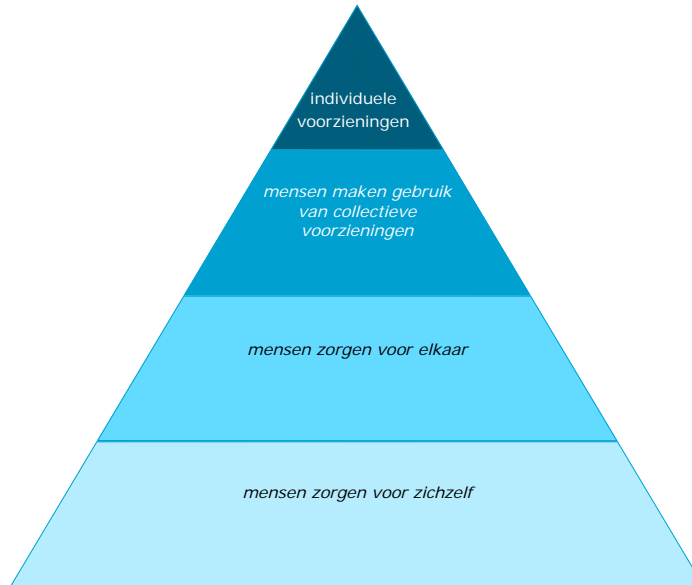 individuele
voorzieningen
mensen maken gebruik
van collectieve
voorzieningen
mensen zorgen voor elkaar
mensen zorgen voor zichzelf